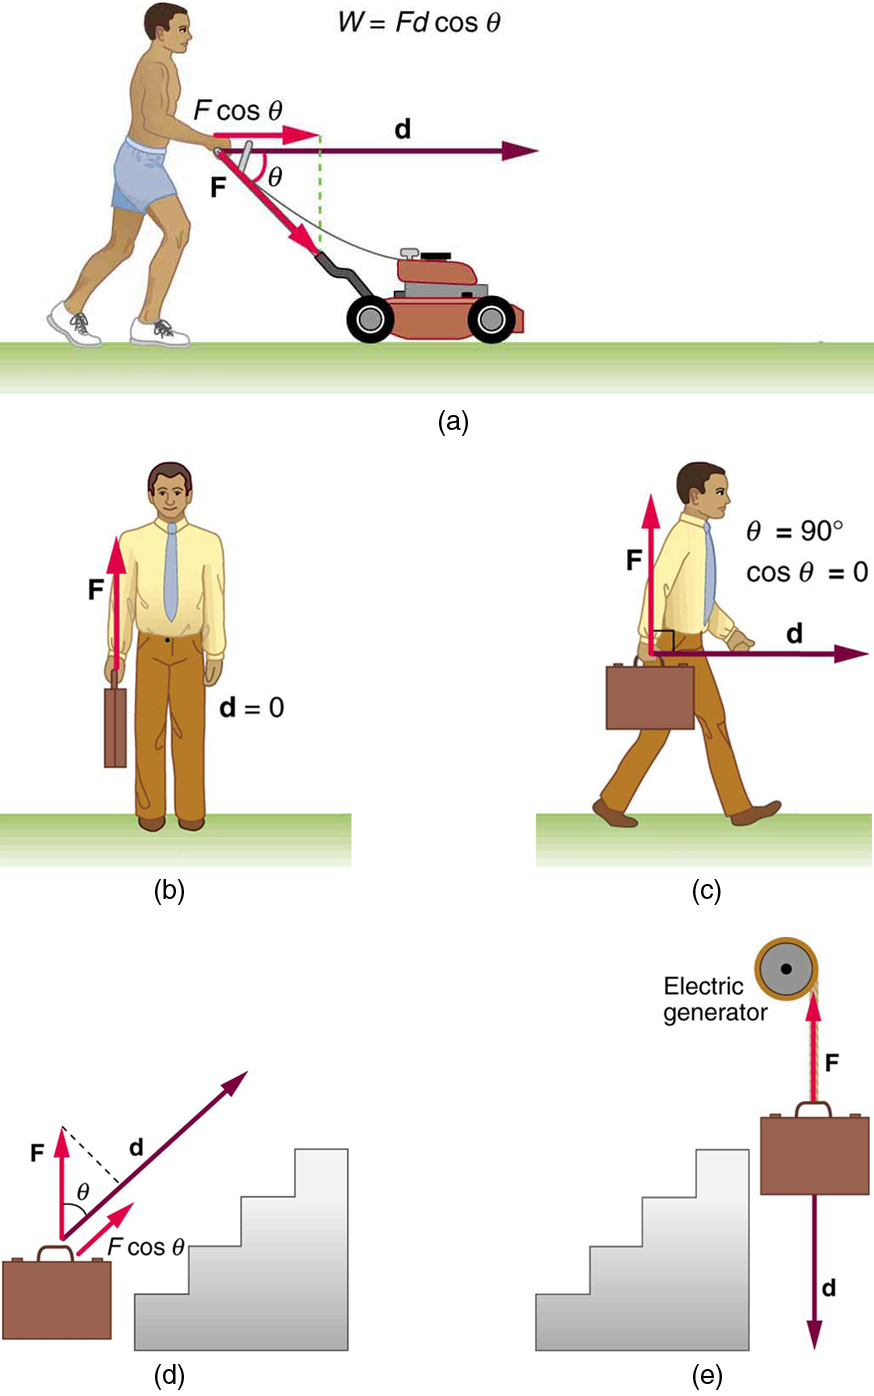 W = Fd cos θ
F cos θ
d
θ
F
(a)
F
d = 0
(b)
θ = 90°
cos θ = 0
F
d
(c)
F
d
θ
F cos θ
(d)
Electric
generator
F
d
(e)